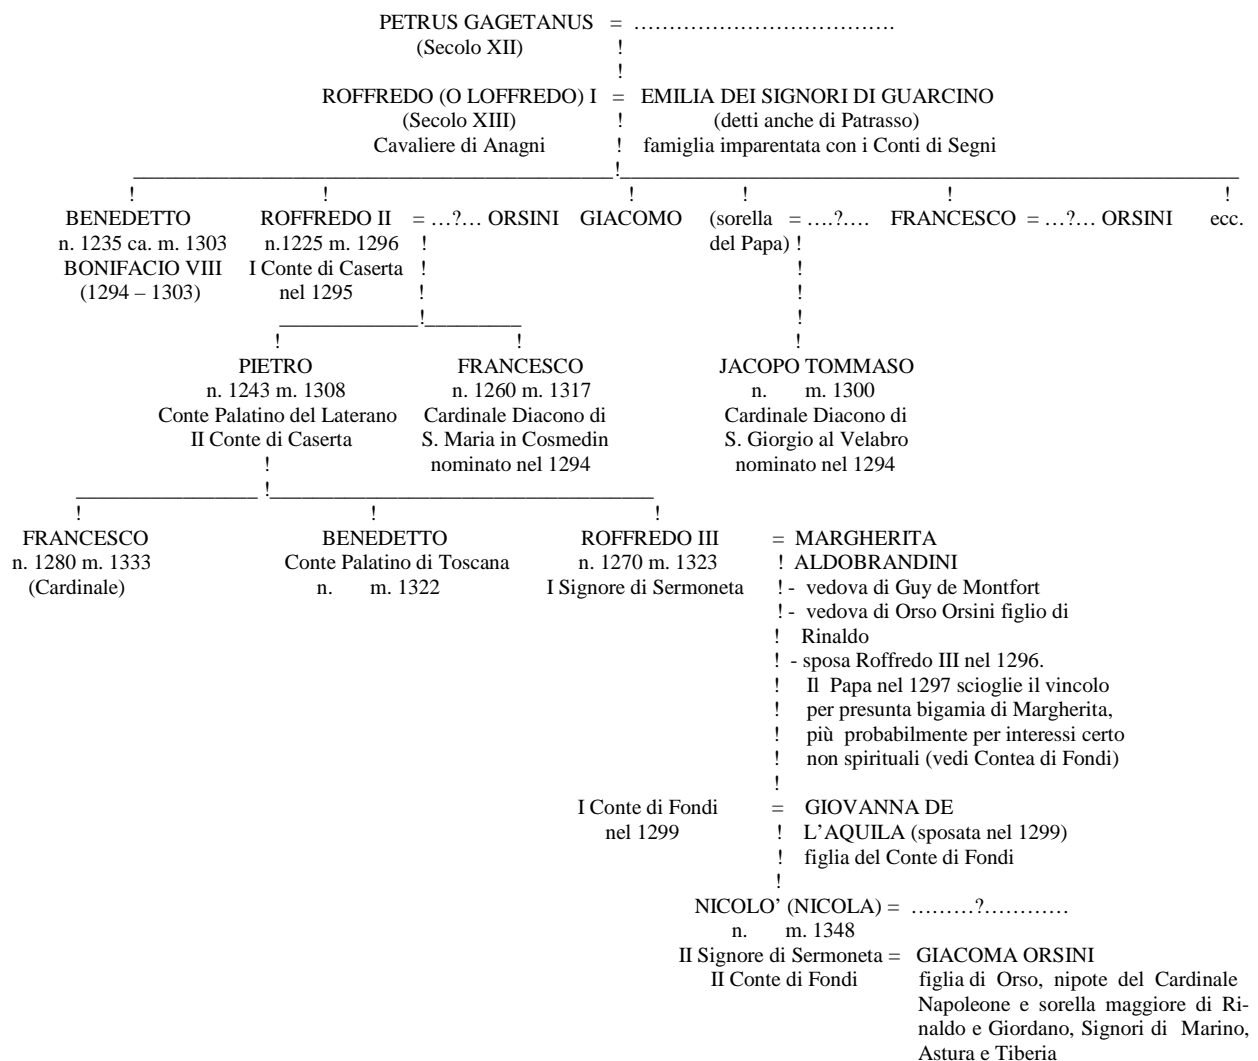 PETRUS GAGETANUS = ……………………………….
(Secolo XII) !
!
ROFFREDO (O LOFFREDO) I = EMILIA DEI SIGNORI DI GUARCINO
(Secolo XIII) ! (detti anche di Patrasso)
Cavaliere di Anagni ! famiglia imparentata con i Conti di Segni
!
! ! ! ! ! !
BENEDETTO ROFFREDO II = …?… ORSINI GIACOMO (sorella = ….?…. FRANCESCO = …?… ORSINI ecc.
n. 1235 ca. m. 1303 n.1225 m. 1296 ! del Papa) !
BONIFACIO VIII I Conte di Caserta ! !
(1294 – 1303) nel 1295 ! !
! !
! ! !
PIETRO FRANCESCO JACOPO TOMMASO
n. 1243 m. 1308 n. 1260 m. 1317 n. m. 1300
Conte Palatino del Laterano Cardinale Diacono di Cardinale Diacono di
II Conte di Caserta S. Maria in Cosmedin S. Giorgio al Velabro
! nominato nel 1294 nominato nel 1294
!
! ! !
FRANCESCO BENEDETTO ROFFREDO III = MARGHERITA
n. 1280 m. 1333 Conte Palatino di Toscana n. 1270 m. 1323 ! ALDOBRANDINI
(Cardinale) n. m. 1322 I Signore di Sermoneta ! - vedova di Guy de Montfort
! - vedova di Orso Orsini figlio di
! Rinaldo
! - sposa Roffredo III nel 1296.
! Il Papa nel 1297 scioglie il vincolo
! per presunta bigamia di Margherita,
! più probabilmente per interessi certo
! non spirituali (vedi Contea di Fondi)
!
I Conte di Fondi = GIOVANNA DE
nel 1299 ! L’AQUILA (sposata nel 1299)
! figlia del Conte di Fondi
!
NICOLO’ (NICOLA) = ………?…………
n. m. 1348
II Signore di Sermoneta = GIACOMA ORSINI
II Conte di Fondi figlia di Orso, nipote del Cardinale
Napoleone e sorella maggiore di Ri-
naldo e Giordano, Signori di Marino,
Astura e Tiberia